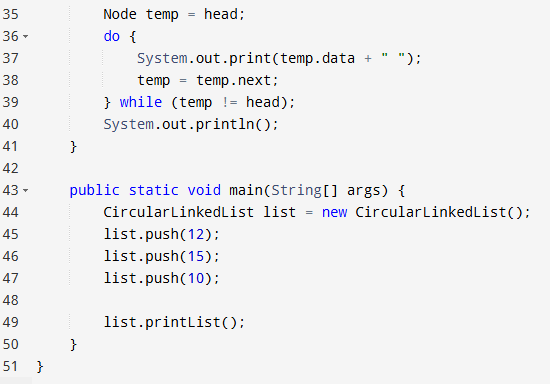 35 Node temp = head;
36 do {
37 System.out.print(temp.data + " ");
38 temp = temp.next;
39 } while (temp != head);
40 System.out.println();
41 }
42
43 public static void main(String[] args) {
44 CircularLinkedList list = new CircularLinkedList();
45 list.push(12);
46 list.push(15);
47 list.push(10);
48
49 list.printList();
50 }
51 }